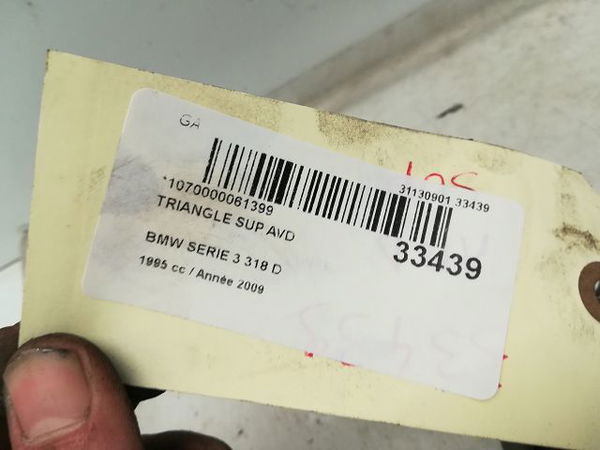 GA
31130901 33439
*1070000061399
TRIANGLE SUP AVD
33439
BMW SERIE 3 318 D
1995 cc / Année 2009